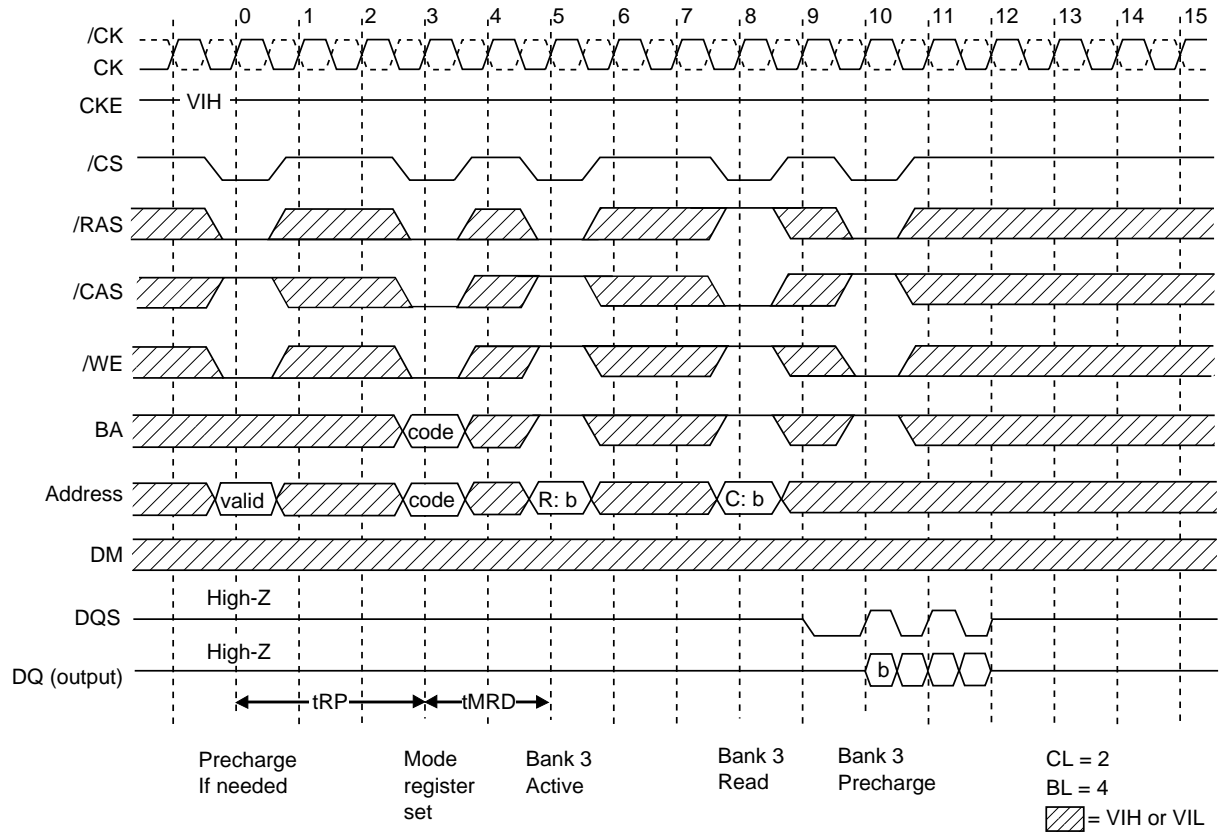 0 1 2 3 4 5 6 7 8 9 10 11 12 13 14 15
/CK
CK
CKE VIH
/CS
/RAS
/CAS
/WE
BA code
Address valid code R: b C: b
DM
High-Z
DQS
High-Z
DQ (output) b
tRP tMRD
Precharge
If needed
Mode
register
set
Bank 3
Active
Bank 3
Read
Bank 3
Precharge
CL = 2
BL = 4
= VIH or VIL